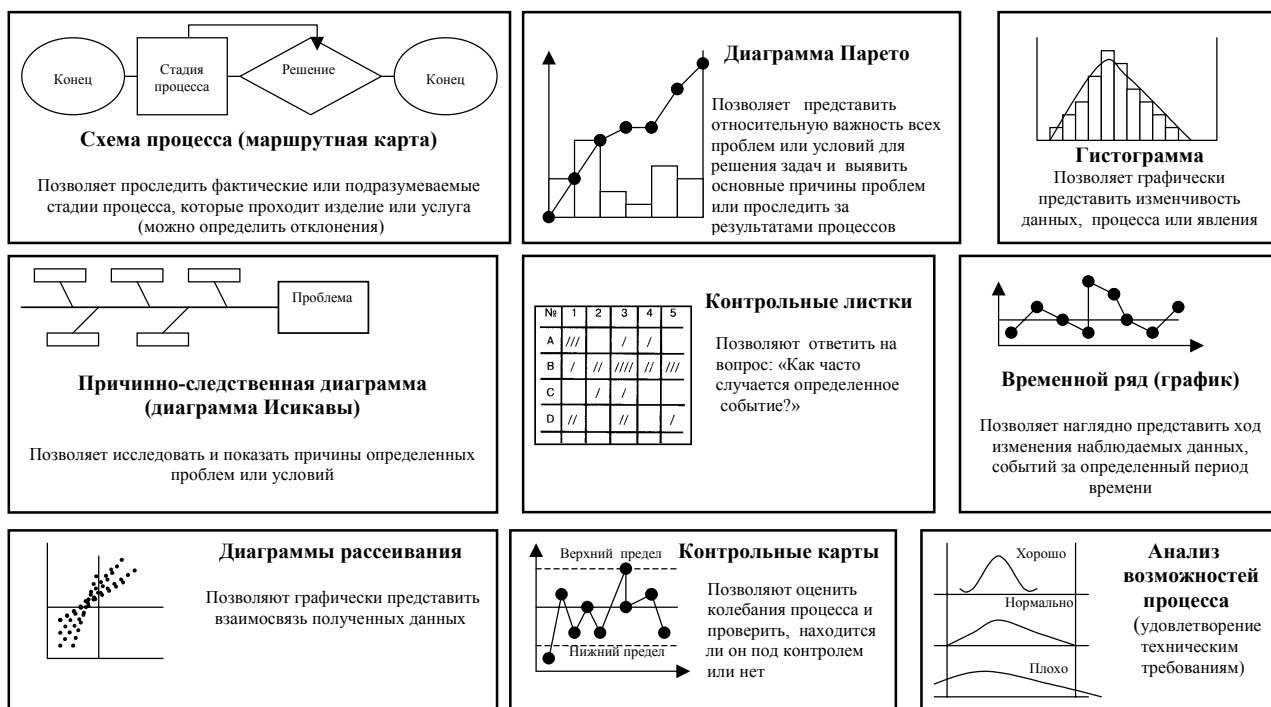 Конец
Стадия
процесса
Решение
Конец
Схема процесса (маршрутная карта)
Позволяет проследить фактические или подразумеваемые
стадии процесса, которые проходит изделие или услуга
(можно определить отклонения)
Диаграмма Парето
Позволяет представить
относительную важность всех
проблем или условий для
решения задач и выявить
основные причины проблем
или проследить за
результатами процессов
Гистограмма
Позволяет графически
представить изменчивость
данных, процесса или явления
Проблема
Причинно-следственная диаграмма
(диаграмма Исикавы)
Позволяет исследовать и показать причины определенных
проблем или условий
№ 1 2 3 4 5
A /// / /
B / // //// // ///
C / /
D // // /
Контрольные листки
Позволяют ответить на
вопрос: «Как часто
случается определенное
событие?»
Временной ряд (график)
Позволяет наглядно представить ход
изменения наблюдаемых данных,
событий за определенный период
времени
Диаграммы рассеивания
Позволяют графически представить
взаимосвязь полученных данных
Верхний предел
Нижний предел
Контрольные карты
Позволяют оценить
колебания процесса и
проверить, находится
ли он под контролем
или нет
Хорошо
Нормально
Плохо
Анализ
возможностей
процесса
(удовлетворение
техническим
требованиям)